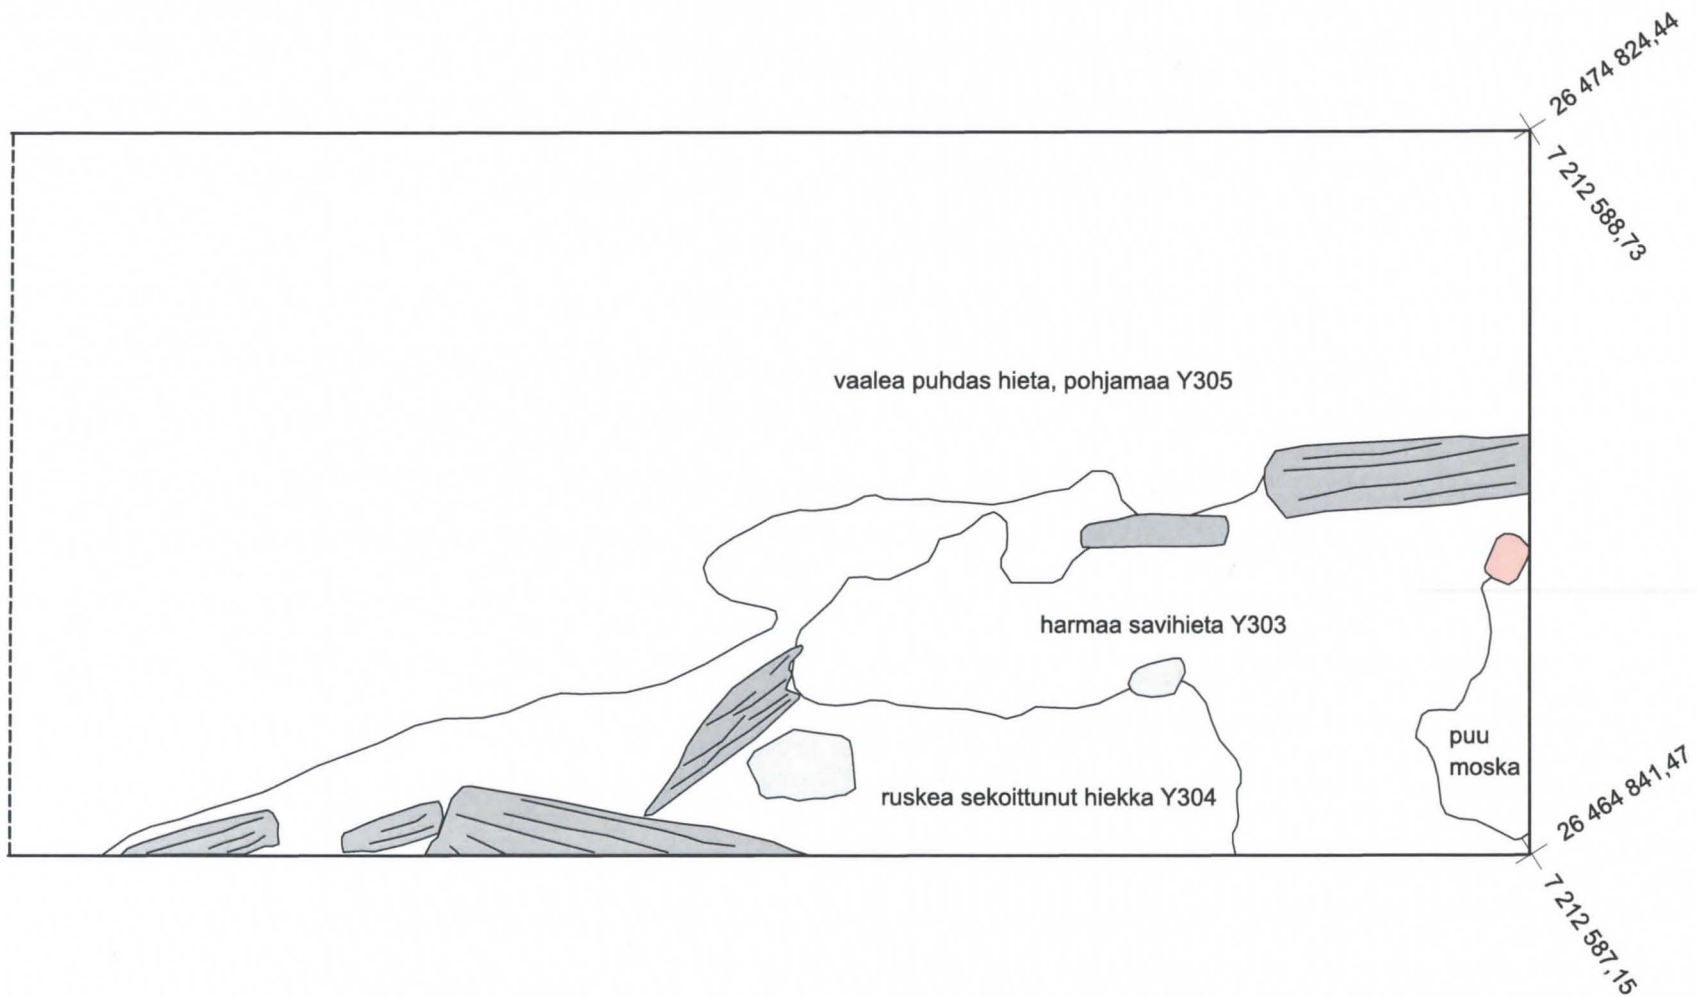 26 474 824,44
7 212 588,73
vaalea puhdas hieta, pohjamaa Y305
harmaa savihieta Y303
puu
moska
ruskea sekoittunut hiekka Y304
26 464 841,47
7 212 587,15